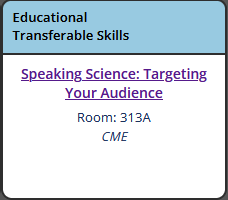 Educational
Transferable Skills
Speaking Science: Targeting
Your Audience
Room: 313A
CME